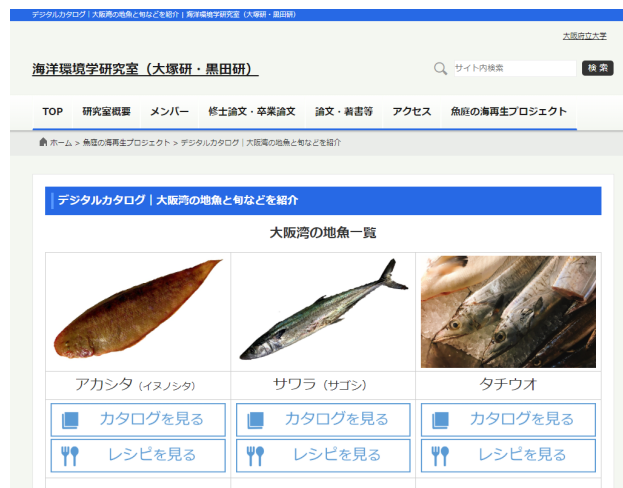 デジタルカタログ｜大阪湾の地魚と旬などを紹介 | 海洋環境学研究室（大塚研・黒田研）
大阪府立大学
海洋環境学研究室（大塚研・黒田研）
サイト内検索
検索
TOP 研究室概要 メンバー 修士論文・卒業論文 論文・著書等 アクセス 魚庭の海再生プロジェクト
ホーム > 魚庭の海再生プロジェクト > デジタルカタログ｜大阪湾の地魚と旬などを紹介
デジタルカタログ｜大阪湾の地魚と旬などを紹介
大阪湾の地魚一覧
アカシタ（イヌノシタ） サワラ（サゴシ） タチウオ
カタログを見る カタログを見る カタログを見る
レシピを見る レシピを見る レシピを見る